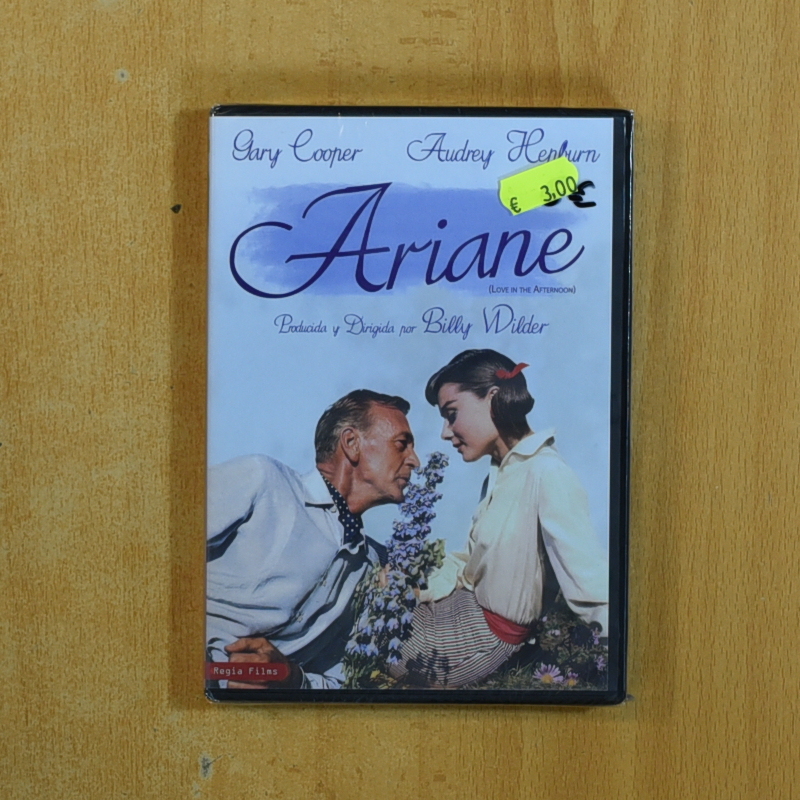 Gary Cooper Audrey Hepburn
€ 3,00 €
Ariane
(Love in the Afternoon)
Producida y Dirigida por Billy Wilder
Regia Films